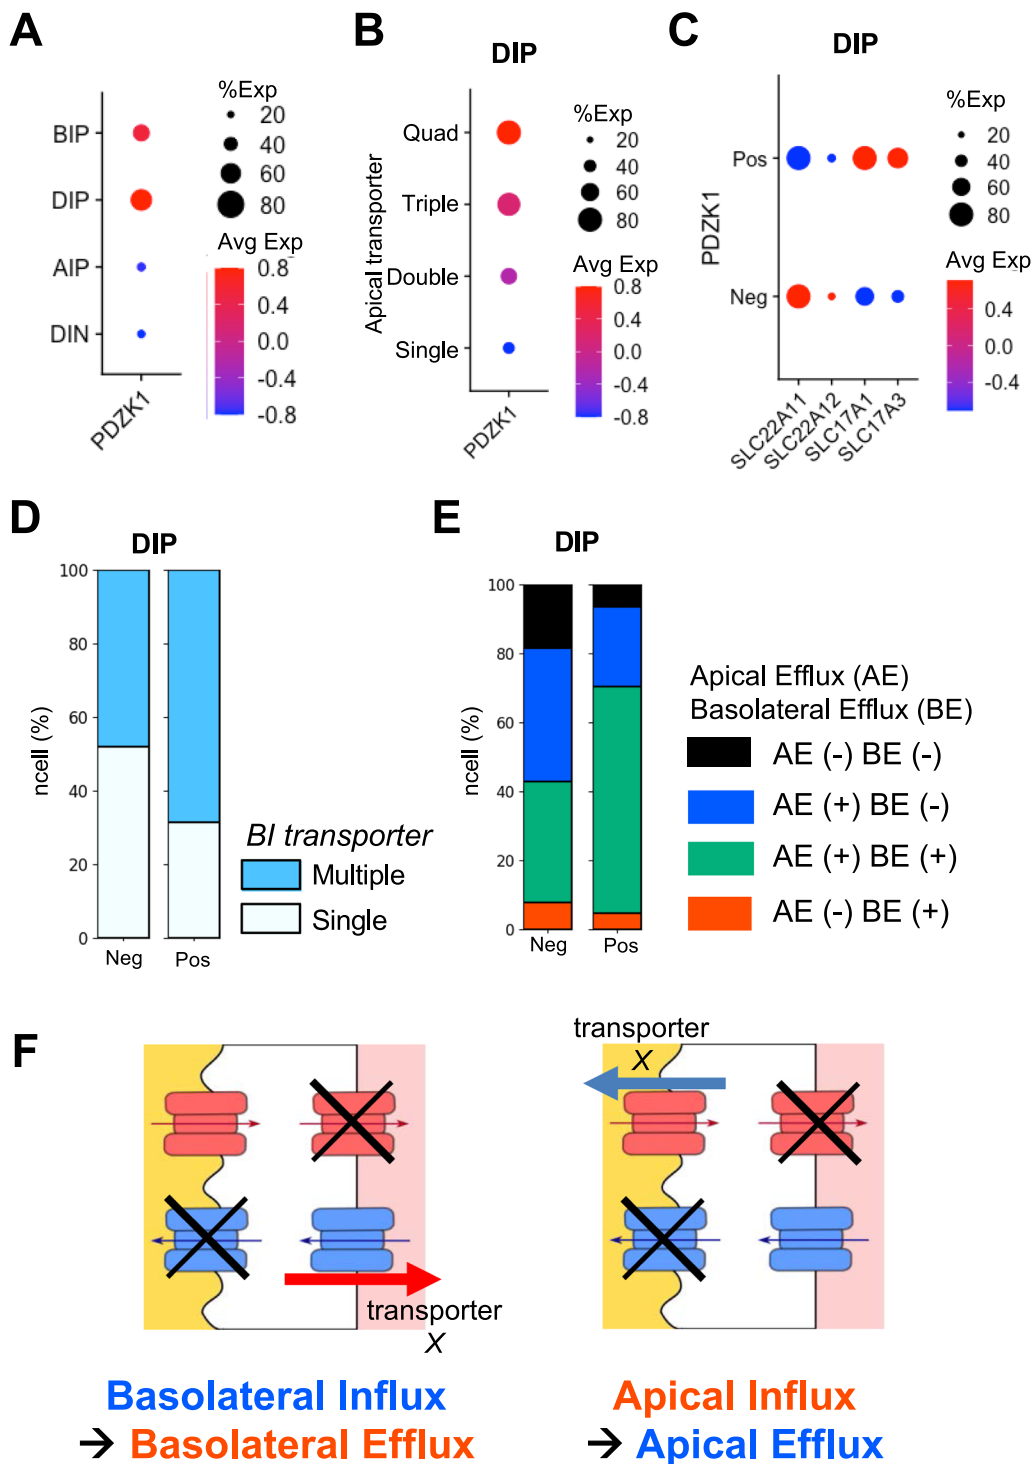 A
%Exp
20
40
60
80
BIP
DIP
AIP
DIN
Avg Exp
0.8
0.4
0.0
-0.4
-0.8
PDZK1
B
DIP
Apical transporter
Quad
Triple
Double
Single
%Exp
20
40
60
80
Avg Exp
0.8
0.4
0.0
-0.4
-0.8
PDZK1
C
DIP
PDZK1
Pos
Neg
%Exp
20
40
60
80
Avg Exp
0.4
0.0
-0.4
SLC22A11
SLC22A12
SLC17A1
SLC17A3
D
DIP
ncell (%)
100
80
60
40
20
0
Neg
Pos
BI transporter
Multiple
Single
E
DIP
ncell (%)
100
80
60
40
20
0
Neg
Pos
Apical Efflux (AE)
Basolateral Efflux (BE)
AE (-) BE (-)
AE (+) BE (-)
AE (+) BE (+)
AE (-) BE (+)
F
transporter
X
Basolateral Influx
→ Basolateral Efflux
transporter
X
Apical Influx
→ Apical Efflux